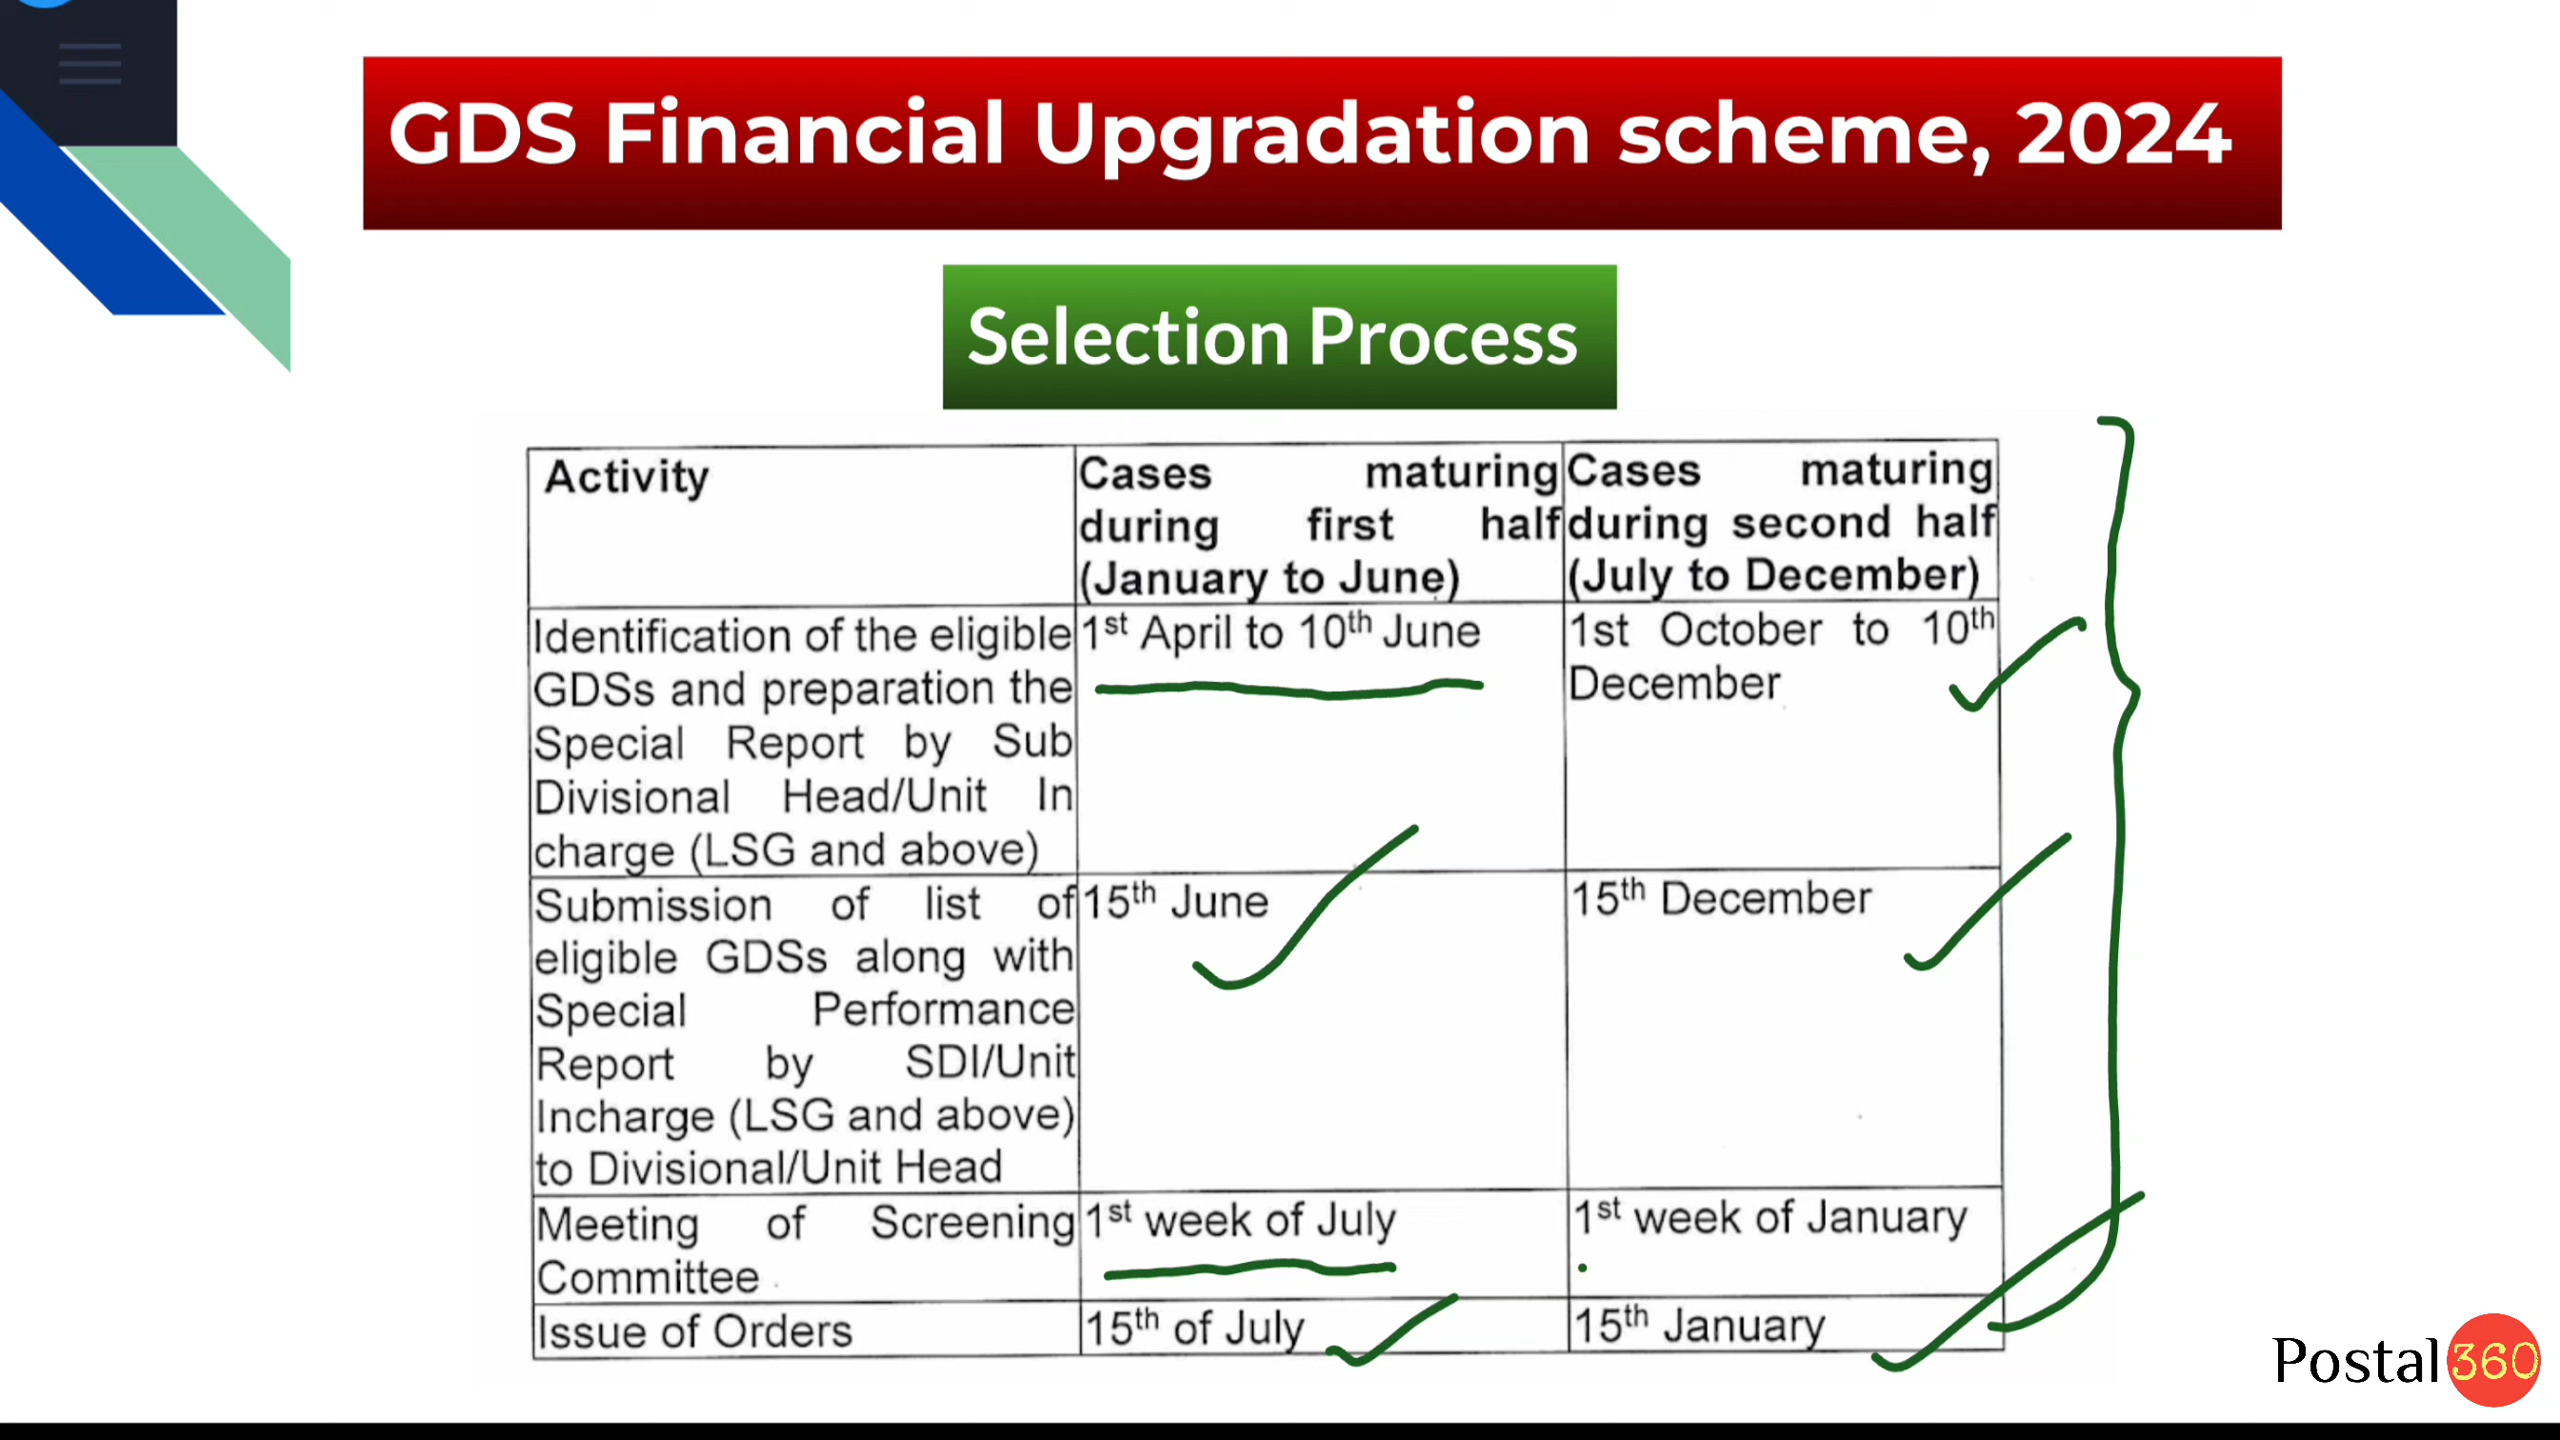 GDS Financial Upgradation scheme, 2024
Selection Process
Activity
Cases maturing
during first half
(January to June)
Cases maturing
during second half
(July to December)
Identification of the eligible
GDSs and preparation the
Special Report by Sub
Divisional Head/Unit In
charge (LSG and above)
1st April to 10th June
1st October to 10th
December
Submission of list of
eligible GDSs along with
Special Performance
Report by SDI/Unit
Incharge (LSG and above)
to Divisional/Unit Head
15th June
15th December
Meeting of Screening
Committee
1st week of July
1st week of January
Issue of Orders
15th of July
15th January
Postal 360